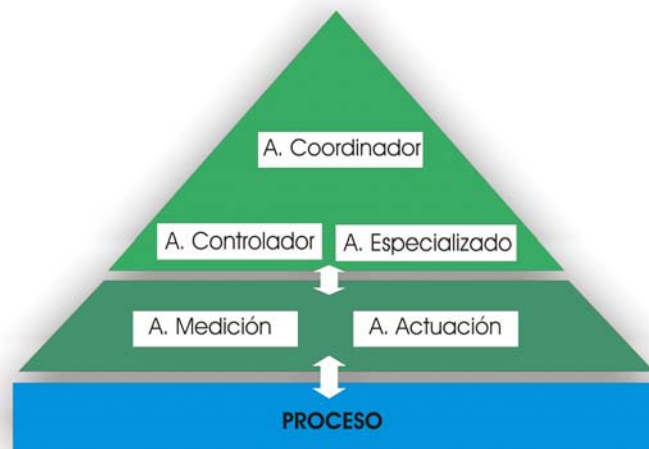 A. Coordinador
A. Controlador
A. Especializado
A. Medición
A. Actuación
PROCESO